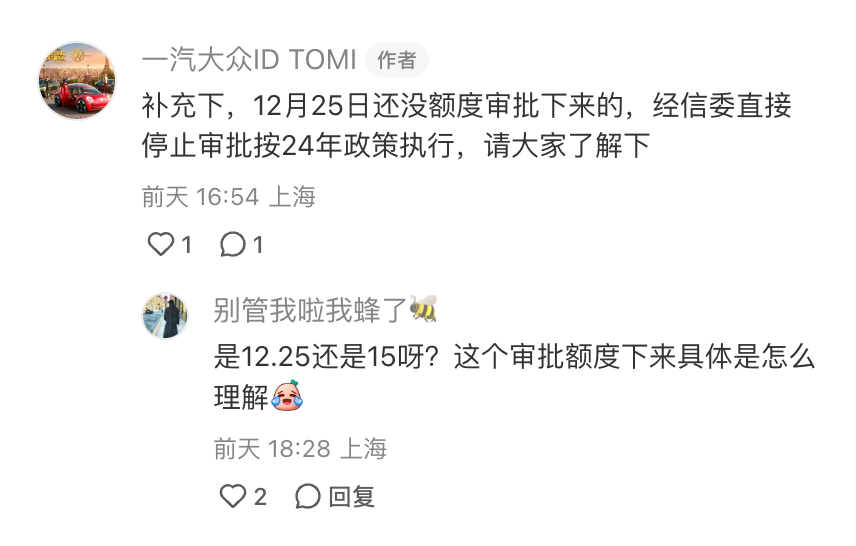 一汽大众ID TOMI 作者
补充下，12月25日还没额度审批下来的，经信委直接
停止审批按24年政策执行，请大家了解下
前天 16:54 上海
1 1
别管我啦我蜂了🐝
是12.25还是15呀？这个审批额度下来具体是怎么
理解
前天 18:28 上海
2 回复